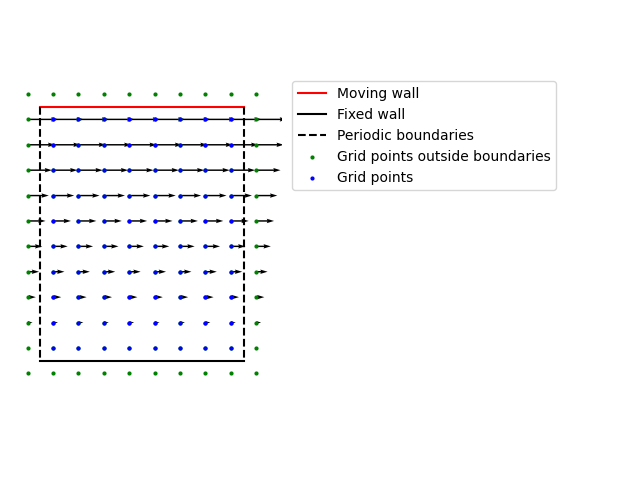 Moving wall
Fixed wall
Periodic boundaries
Grid points outside boundaries
Grid points